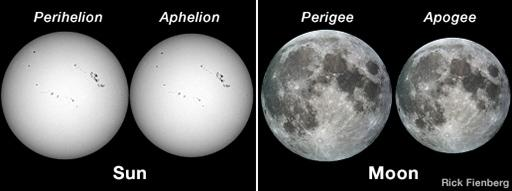 Perihelion Aphelion
Perigee Apogee
Sun
Moon
Rick Fienberg